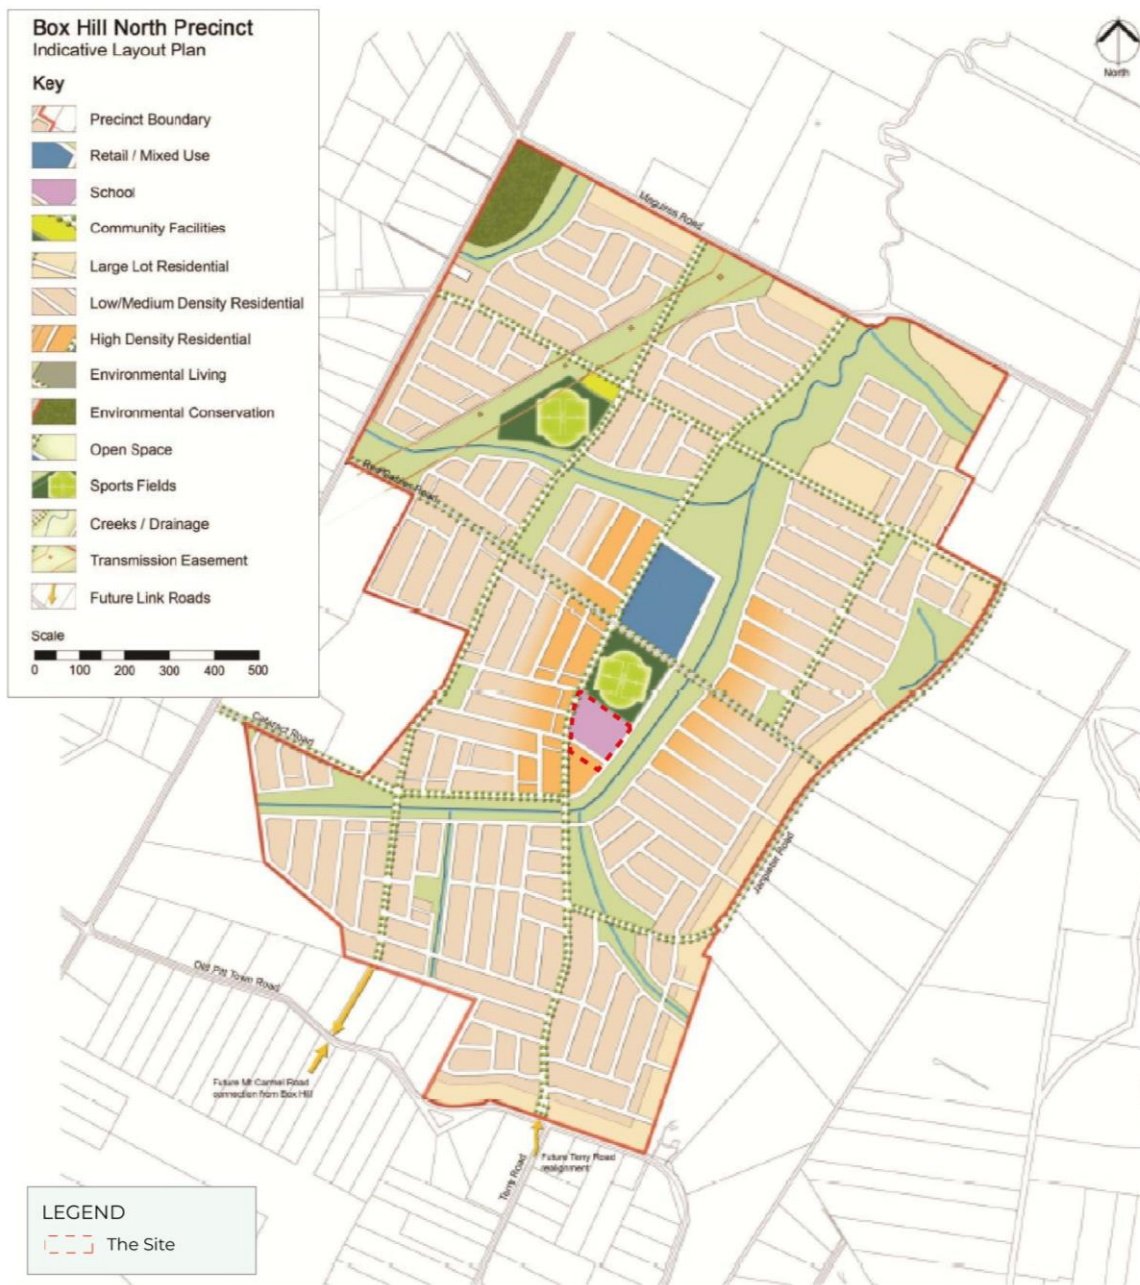 Box Hill North Precinct
Indicative Layout Plan
Key
Precinct Boundary
Retail / Mixed Use
School
Community Facilities
Large Lot Residential
Low/Medium Density Residential
High Density Residential
Environmental Living
Environmental Conservation
Open Space
Sports Fields
Creeks / Drainage
Transmission Easement
Future Link Roads
Scale
0 100 200 300 400 500
North
Maguires Road
Red Gables Road
Cataract Road
Janpieter Road
Old Pitt Town Road
Future Mt Carmel Road
connection from Box Hill
Future Terry Road
realignment
Terry Road
LEGEND
The Site